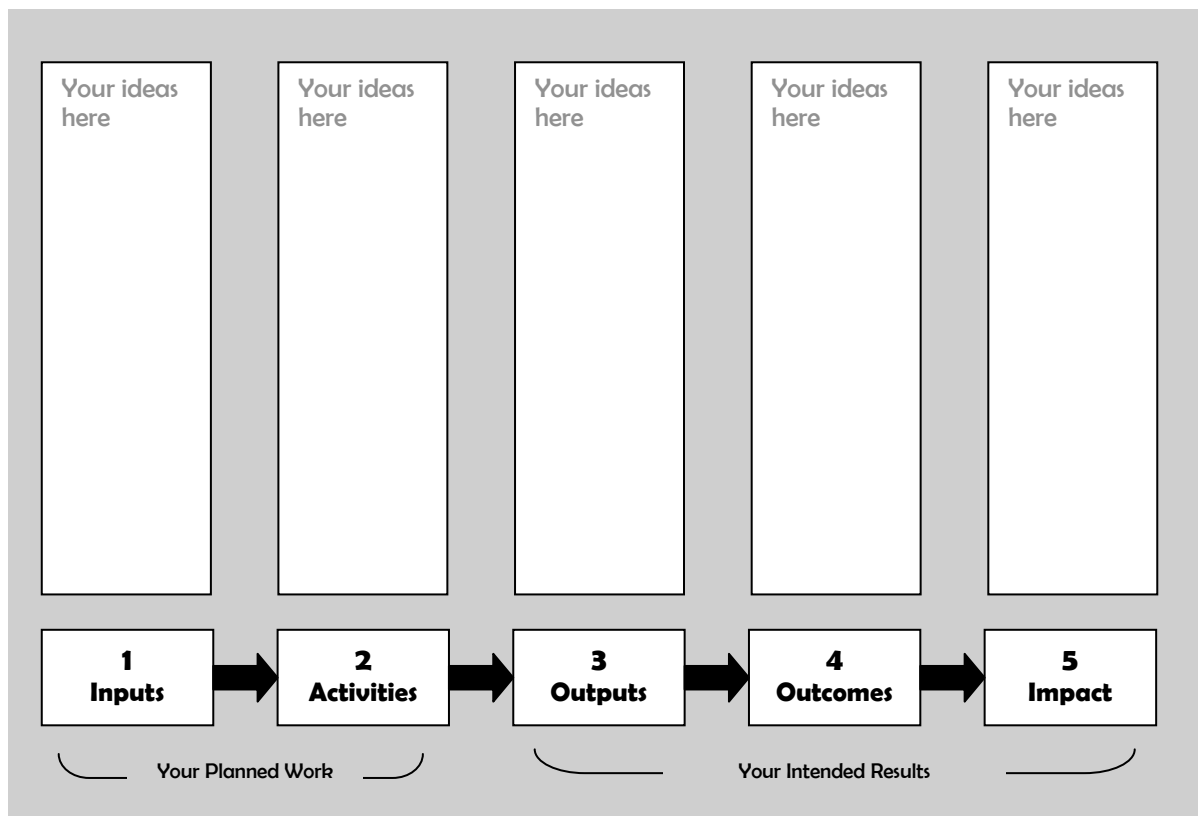 Your ideas
here
Your ideas
here
Your ideas
here
Your ideas
here
Your ideas
here
1
Inputs
2
Activities
3
Outputs
4
Outcomes
5
Impact
Your Planned Work
Your Intended Results